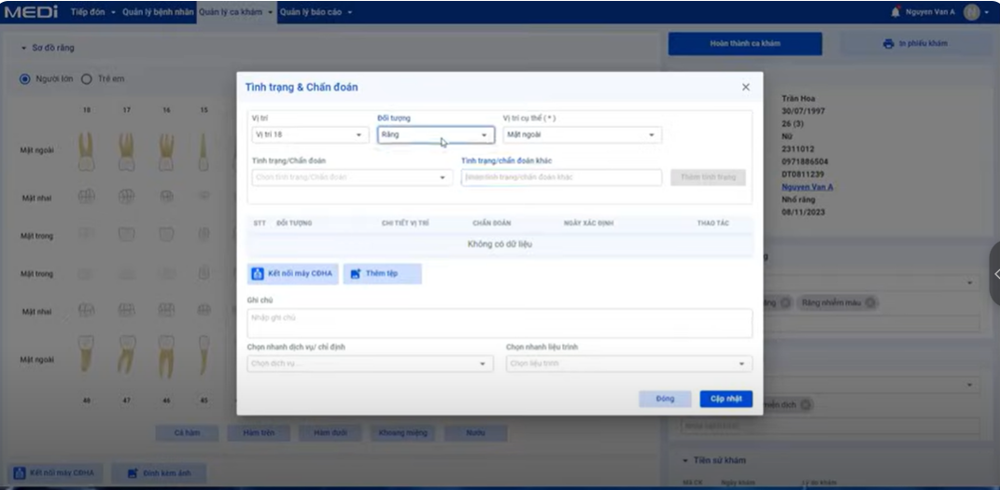 MEDi Tiếp đón Quản lý bệnh nhân Quản lý ca khám Quản lý báo cáo Nguyen Van A N
Sơ đồ răng
Hoàn thành ca khám In phiếu khám
Người lớn Trẻ em
18 17 16 15
Mặt ngoài
Mặt nhai
Mặt trong
Mặt trong
Mặt nhai
Mặt ngoài
48 47 46 45
Cả hàm Hàm trên Hàm dưới Khoang miệng Nướu
Kết nối máy CĐHA Đính kèm ảnh
Tình trạng & Chẩn đoán
Vị trí Đối tượng Vị trí cụ thể (*)
Vị trí 18 Răng Mặt ngoài
Tình trạng/Chẩn đoán Tình trạng/chẩn đoán khác
Chọn tình trạng/Chẩn đoán Nhập tình trạng/chẩn đoán khác Thêm tình trạng
STT ĐỐI TƯỢNG CHI TIẾT VỊ TRÍ CHẨN ĐOÁN NGÀY XÁC ĐỊNH THAO TÁC
Không có dữ liệu
Kết nối máy CĐHA Thêm tệp
Ghi chú
Nhập ghi chú
Chọn nhanh dịch vụ/ chỉ định Chọn nhanh liệu trình
Chọn dịch vụ... Chọn liệu trình
Đóng Cập nhật
Trần Hoa
30/07/1997
26 (3)
Nữ
2311012
0971886504
DT0811239
Nguyen Van A
Nhổ răng
08/11/2023
Răng nhiễm màu
Tiền sử khám
Mã CK Ngày khám Lý do khám